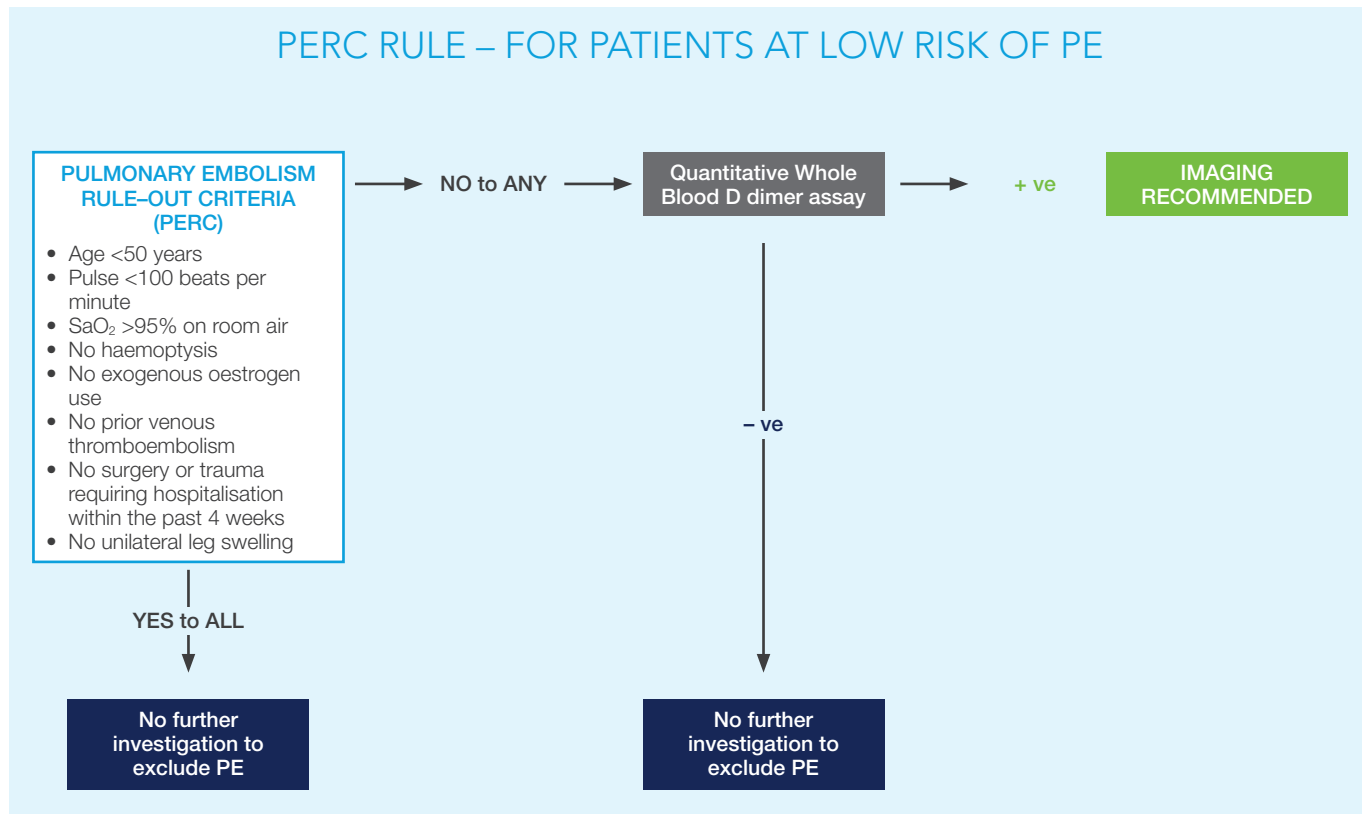 PERC RULE – FOR PATIENTS AT LOW RISK OF PE
PULMONARY EMBOLISM
RULE–OUT CRITERIA
(PERC)
• Age <50 years
• Pulse <100 beats per
minute
• SaO₂ >95% on room air
• No haemoptysis
• No exogenous oestrogen
use
• No prior venous
thromboembolism
• No surgery or trauma
requiring hospitalisation
within the past 4 weeks
• No unilateral leg swelling
NO to ANY
Quantitative Whole
Blood D dimer assay
+ ve
IMAGING
RECOMMENDED
– ve
YES to ALL
No further
investigation to
exclude PE
No further
investigation to
exclude PE